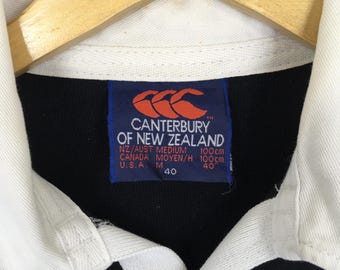 CANTERBURY
OF NEW ZEALAND
NZ/AUST MEDIUM 100cm
CANADA MOYEN/H 100cm
U.S.A. M 40"
40